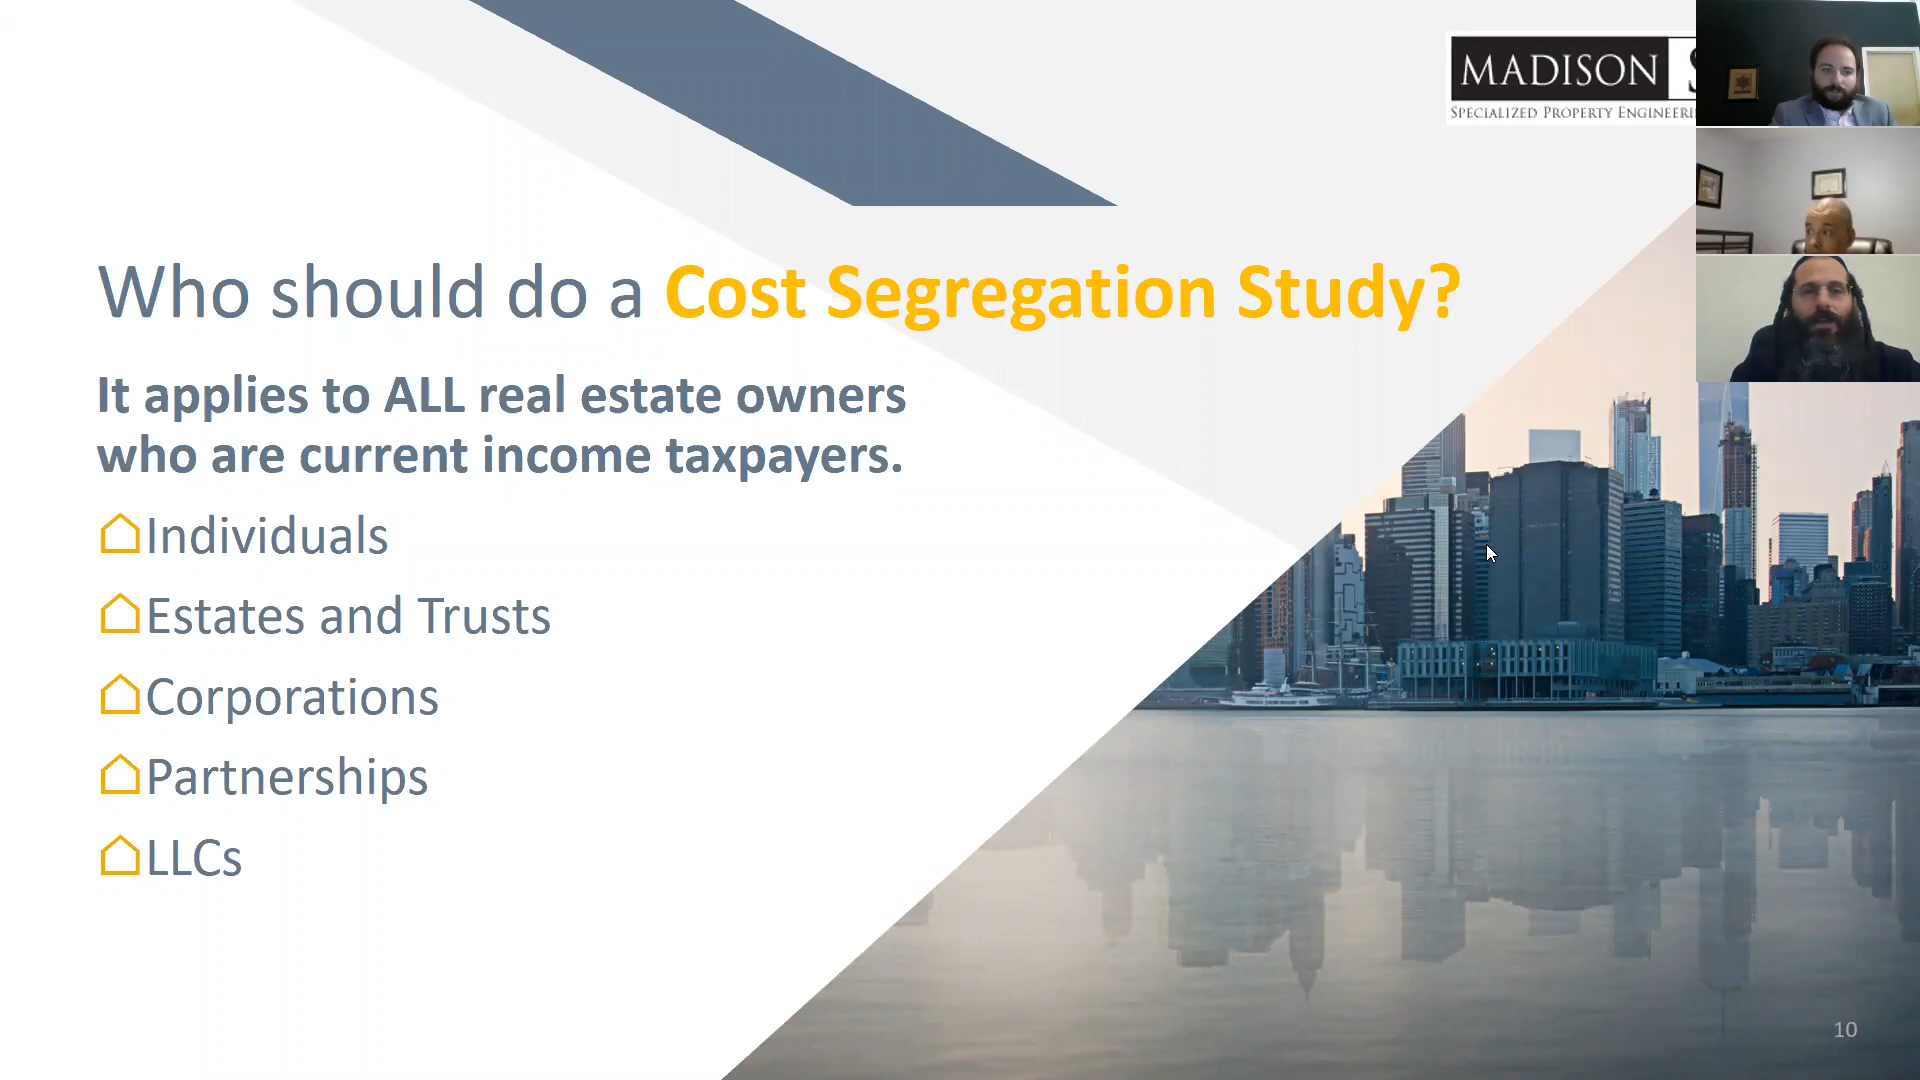 MADISON
SPECIALIZED PROPERTY
Who should do a Cost Segregation Study?
It applies to ALL real estate owners
who are current income taxpayers.
Individuals
Estates and Trusts
Corporations
Partnerships
LLCs
10